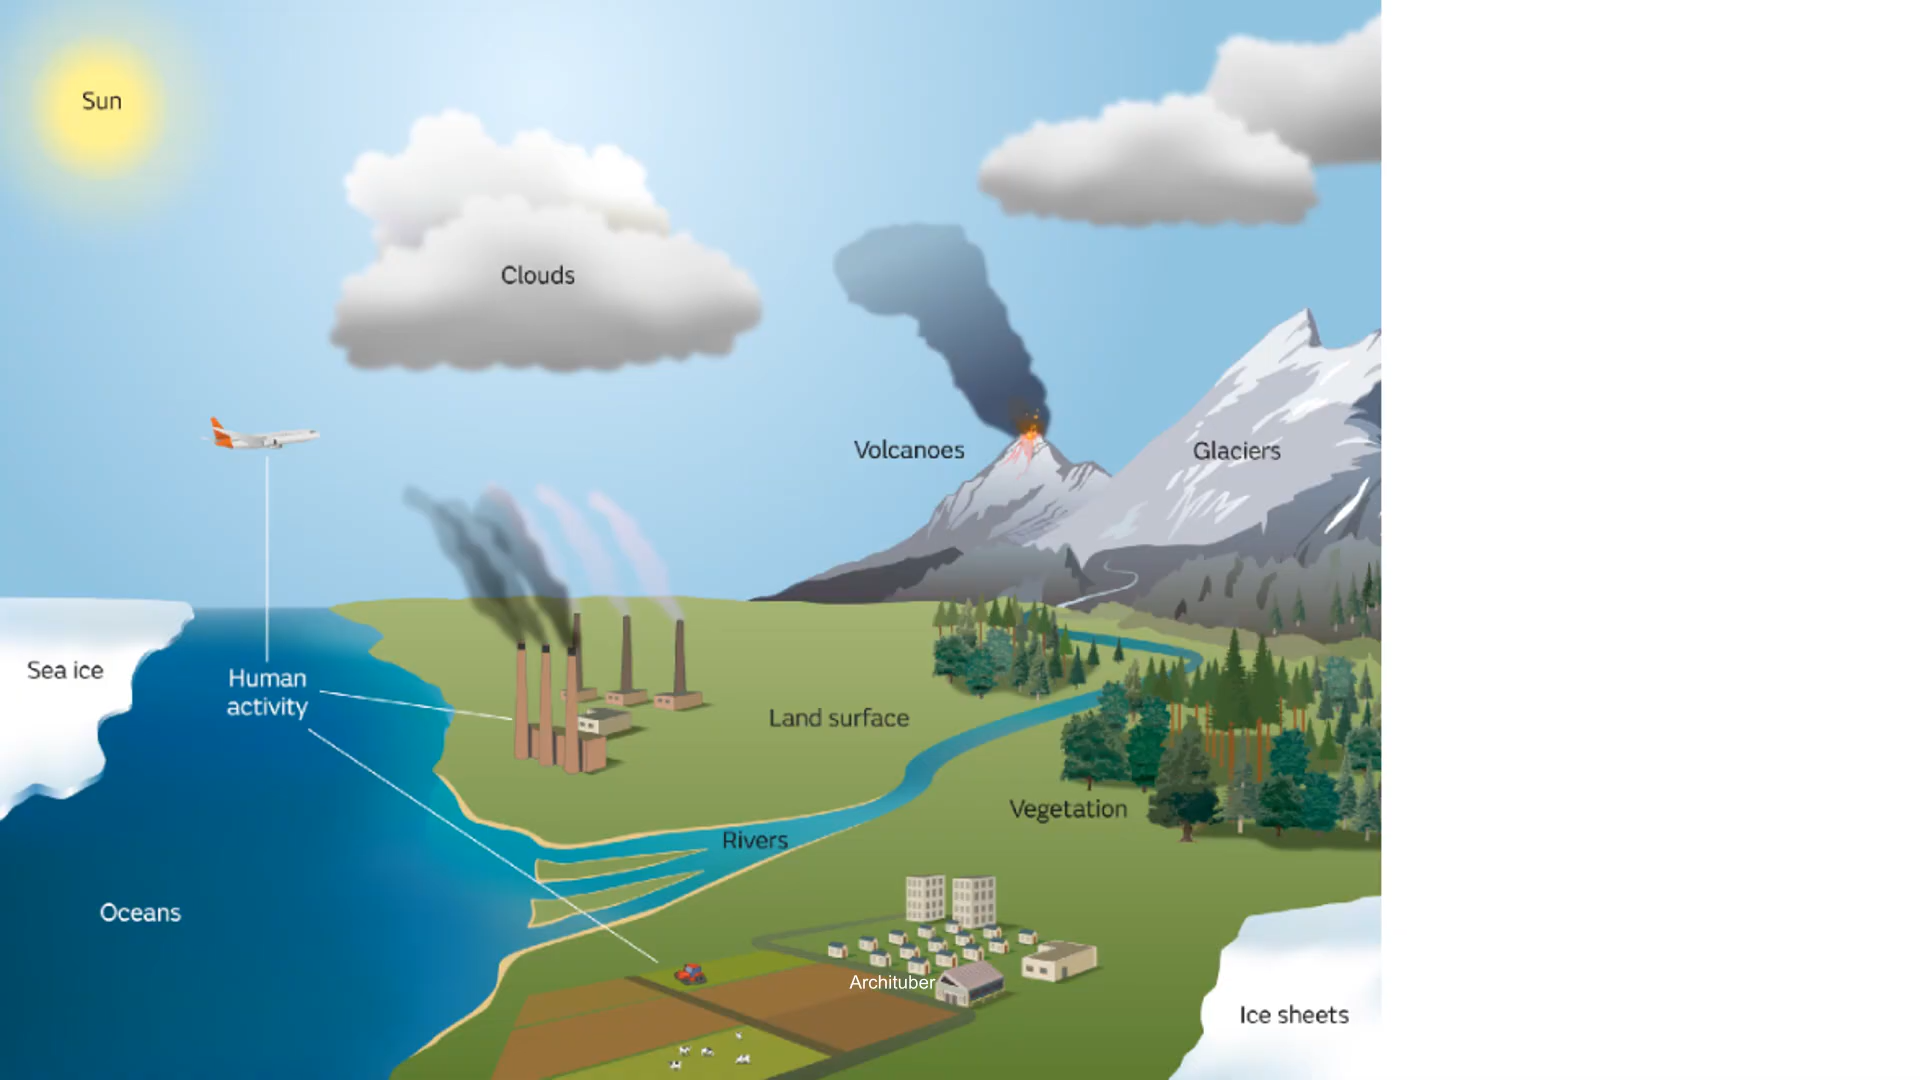 Sun
Clouds
Volcanoes
Glaciers
Sea ice
Human
activity
Land surface
Vegetation
Rivers
Oceans
Archituber
Ice sheets